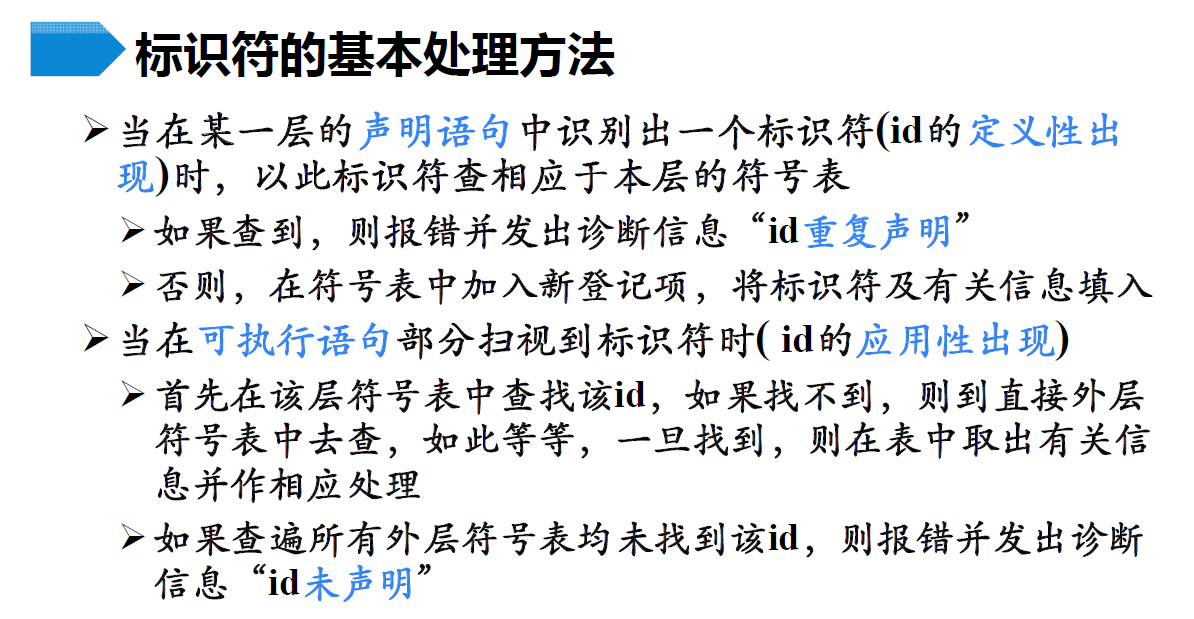 标识符的基本处理方法
➢当在某一层的声明语句中识别出一个标识符(id的定义性出
现)时，以此标识符查相应于本层的符号表
➢如果查到，则报错并发出诊断信息“id重复声明”
➢否则，在符号表中加入新登记项，将标识符及有关信息填入
➢当在可执行语句部分扫视到标识符时( id的应用性出现)
➢首先在该层符号表中查找该id，如果找不到，则到直接外层
符号表中去查，如此等等，一旦找到，则在表中取出有关信
息并作相应处理
➢如果查遍所有外层符号表均未找到该id，则报错并发出诊断
信息“id未声明”